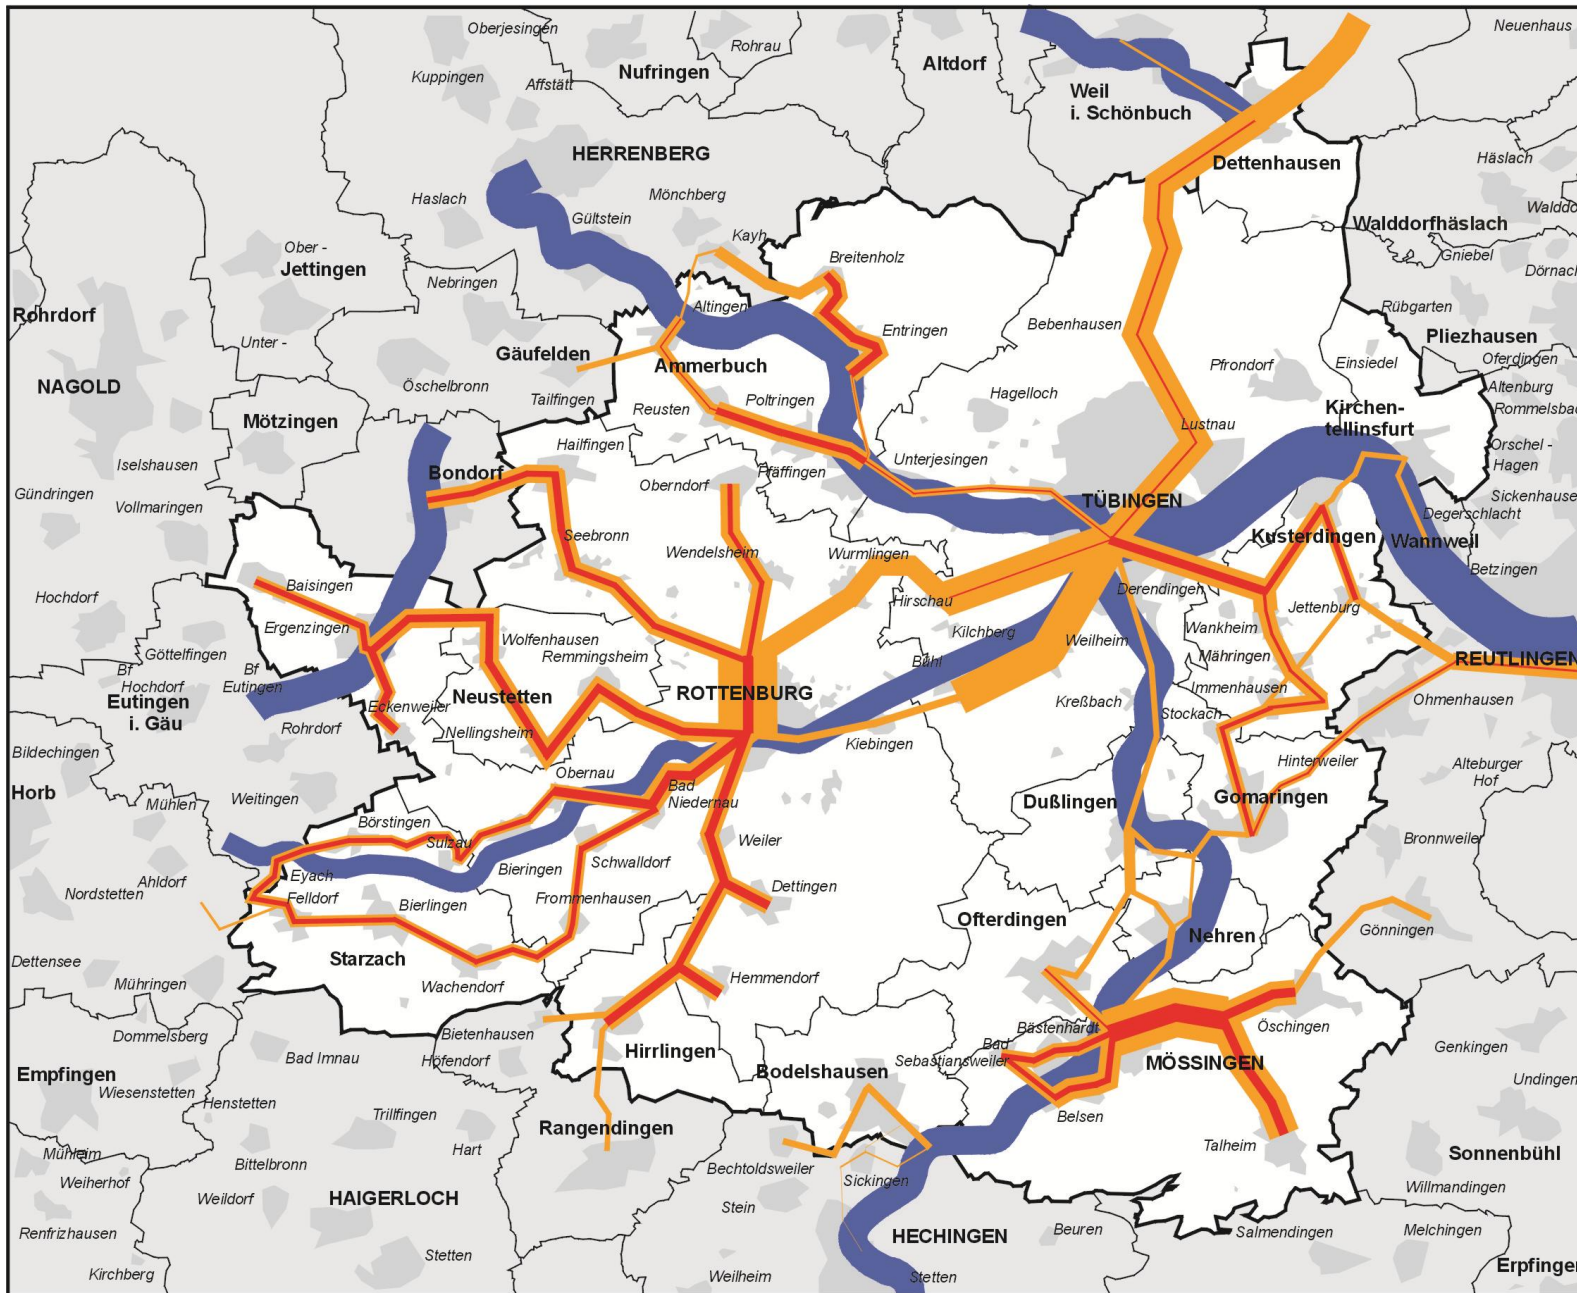 Oberjesingen
Neuenhaus
Rohrau
Altdorf
Kuppingen
Nufringen
Affstätt
Weil
i. Schönbuch
HERRENBERG
Dettenhausen
Häslach
Haslach
Mönchberg
Gültstein
Walddo
Walddorfhäslach
Kayh
Ober -
Jettingen
Breitenholz
Gniebel
Dörnach
Nebringen
Altingen
Rübgarten
Rohrdorf
Unter -
Entringen
Bebenhausen
Pliezhausen
Gäufelden
Ammerbuch
Pfrondorf
Einsiedel
Oferdingen
NAGOLD
Öschelbronn
Altenburg
Tailfingen
Reusten
Poltringen
Hagelloch
Kirchen-
tellinsfurt
Rommelsbac
Mötzingen
Lustnau
Hailfingen
Orschel -
Hagen
Iselshausen
Bondorf
Pfäffingen
Unterjesingen
Oberndorf
Gündringen
Vollmaringen
TÜBINGEN
Sickenhause
Degerschlacht
Seebronn
Wendelsheim
Wurmlingen
Kusterdingen
Wannweil
Betzingen
Baisingen
Derendingen
Hochdorf
Hirschau
Jettenburg
Ergenzingen
Wolfenhausen
Kilchberg
Weilheim
Wankheim
Göttelfingen
Remmingsheim
Bühl
Mähringen
REUTLINGEN
Bf
Hochdorf
Bf
Eutingen
Eutingen
i. Gäu
Neustetten
ROTTENBURG
Immenhausen
Eckenweiler
Kreßbach
Stockach
Ohmenhausen
Rohrdorf
Nellingsheim
Kiebingen
Bildechingen
Obernau
Hinterweiler
Alteburger
Hof
Horb
Weitingen
Mühlen
Bad
Niedernau
Dußlingen
Gomaringen
Börstingen
Sulzau
Weiler
Bronnweiler
Schwalldorf
Bieringen
Eyach
Ahldorf
Nordstetten
Felldorf
Bierlingen
Frommenhausen
Dettingen
Ofterdingen
Nehren
Gönningen
Dettensee
Starzach
Mühringen
Wachendorf
Hemmendorf
Bästenhardt
Öschingen
Dommelsberg
Bietenhausen
Bad Imnau
Höfendorf
Hirrlingen
Bad
Sebastiansweiler
Genkingen
Empfingen
Bodelshausen
MÖSSINGEN
Wiesenstetten
Undingen
Henstetten
Trillfingen
Belsen
Rangendingen
Hart
Talheim
Mühleim
Sonnenbühl
Bittelbronn
Bechtoldsweiler
Weiherhof
Sickingen
Willmandingen
Weildorf
HAIGERLOCH
Stein
Renfrizhausen
HECHINGEN
Beuren
Salmendingen
Melchingen
Stetten
Kirchberg
Weilheim
Stetten
Erpfingen